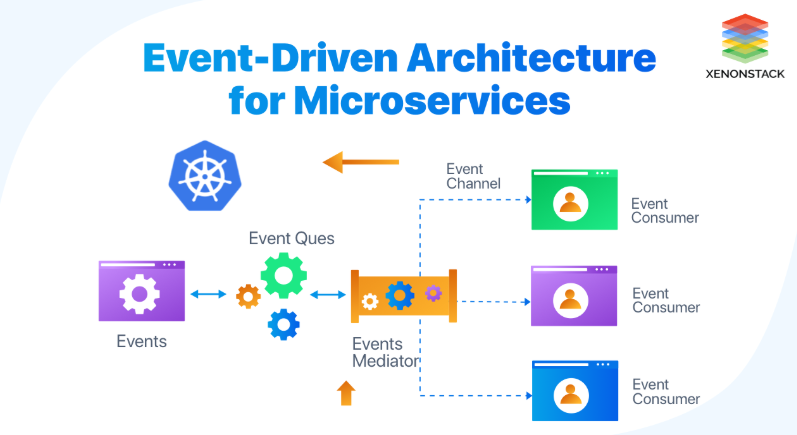 Event-Driven Architecture
for Microservices
XENONSTACK
Event
Channel
Event
Consumer
Event Ques
Events
Event
Consumer
Events
Mediator
Event
Consumer